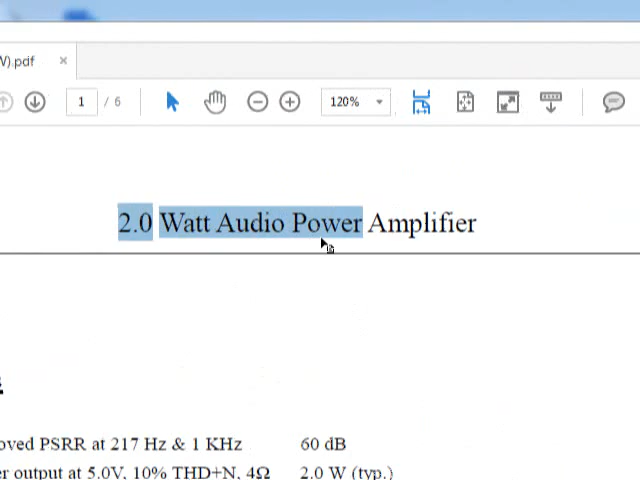 V).pdf ×
1 / 6 120%
2.0 Watt Audio Power Amplifier
oved PSRR at 217 Hz & 1 KHz 60 dB
er output at 5.0V, 10% THD+N, 4Ω 2.0 W (typ.)